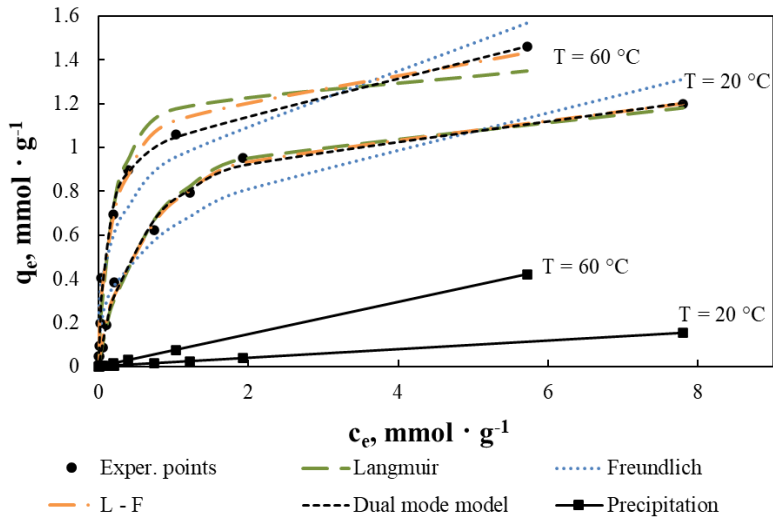 1.6
1.4
1.2
1
0.8
0.6
0.4
0.2
0
qe, mmol · g-1
T = 60 °C
T = 20 °C
T = 60 °C
T = 20 °C
0 2 4 6 8
ce, mmol · g-1
Exper. points Langmuir Freundlich
L - F Dual mode model Precipitation